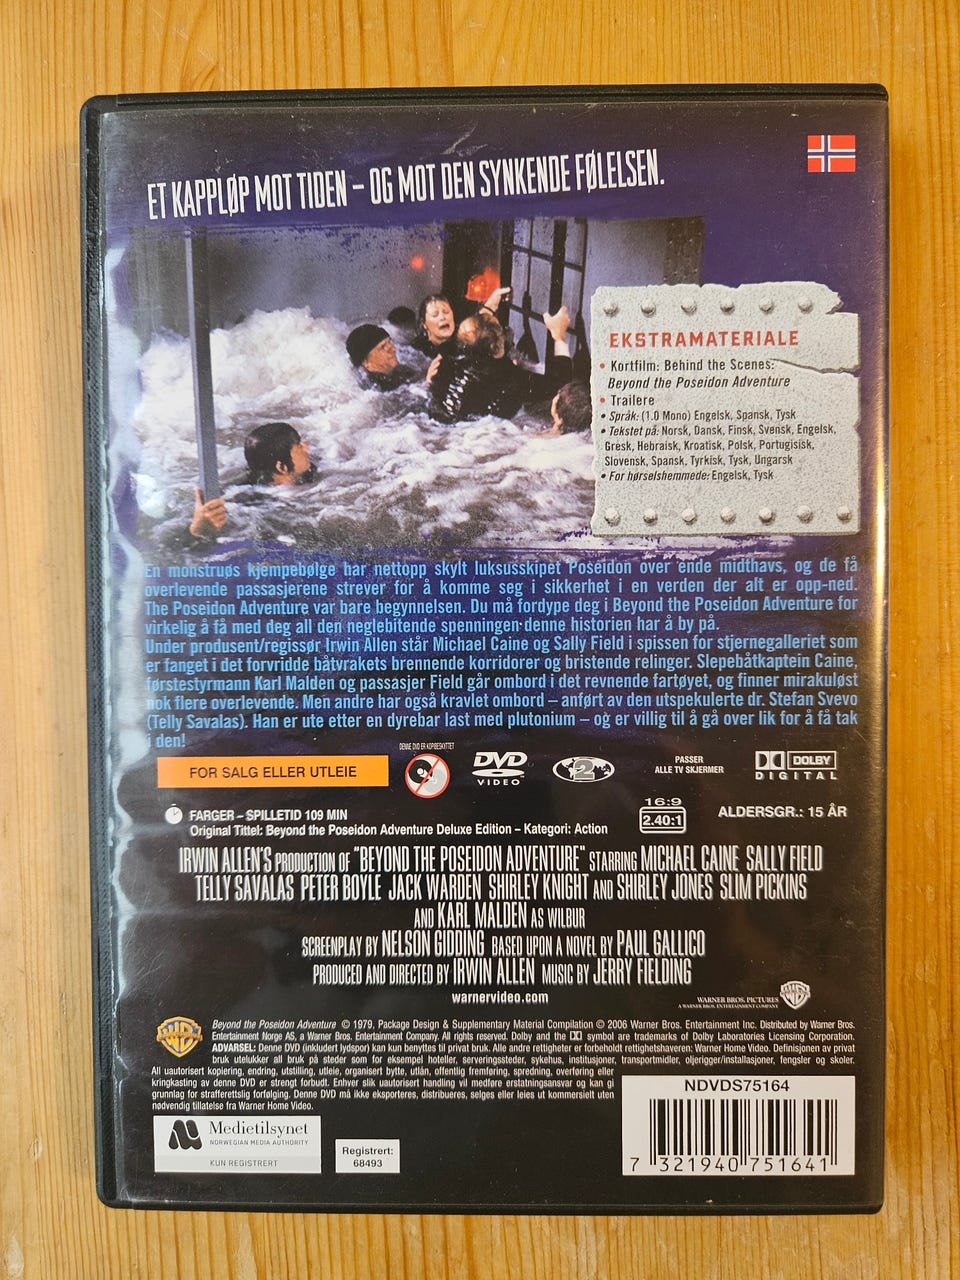 ET KAPPLØP MOT TIDEN – OG MOT DEN SYNKENDE FØLELSEN.
EKSTRAMATERIALE
• Kortfilm: Behind the Scenes:
Beyond the Poseidon Adventure
• Trailere
• Språk: (1.0 Mono) Engelsk, Spansk, Tysk
• Tekstet på: Norsk, Dansk, Finsk, Svensk, Engelsk,
Gresk, Hebraisk, Kroatisk, Polsk, Portugisisk,
Slovensk, Spansk, Tyrkisk, Tysk, Ungarsk
• For hørselshemmede: Engelsk, Tysk
En monstruøs kjempebølge har nettopp skylt luksusskipet Poseidon over ende midthavs, og de få
overlevende passasjerene strever for å komme seg i sikkerhet i en verden der alt er opp-ned.
The Poseidon Adventure var bare begynnelsen. Du må fordype deg i Beyond the Poseidon Adventure for
virkelig å få med deg all den neglebitende spenningen denne historien har å by på.
Under produsent/regissør Irwin Allen står Michael Caine og Sally Field i spissen for stjernegalleriet som
er fanget i det forvridde båtvrakets brennende korridorer og bristende relinger. Slepebåtkaptein Caine,
førstestyrmann Karl Malden og passasjer Field går ombord i det revnende fartøyet, og finner mirakuløst
nok flere overlevende. Men andre har også kravlet ombord – anført av den utspekulerte dr. Stefan Svevo
(Telly Savalas). Han er ute etter en dyrebar last med plutonium – og er villig til å gå over lik for å få tak
i den!
FOR SALG ELLER UTLEIE
DENNE DVD ER KOPIBESKYTTET
DVD
VIDEO
2
PASSER
ALLE TV SKJERMER
DOLBY
DIGITAL
FARGER – SPILLETID 109 MIN
Original Tittel: Beyond the Poseidon Adventure Deluxe Edition – Kategori: Action
16:9
2.40:1
ALDERSGR.: 15 ÅR
IRWIN ALLEN'S PRODUCTION OF "BEYOND THE POSEIDON ADVENTURE" STARRING MICHAEL CAINE SALLY FIELD
TELLY SAVALAS PETER BOYLE JACK WARDEN SHIRLEY KNIGHT AND SHIRLEY JONES SLIM PICKINS
AND KARL MALDEN AS WILBUR
SCREENPLAY BY NELSON GIDDING BASED UPON A NOVEL BY PAUL GALLICO
PRODUCED AND DIRECTED BY IRWIN ALLEN MUSIC BY JERRY FIELDING
warnervideo.com
WARNER BROS. PICTURES
A WARNER BROS. ENTERTAINMENT COMPANY
WB
Beyond the Poseidon Adventure © 1979, Package Design & Supplementary Material Compilation © 2006 Warner Bros. Entertainment Inc. Distributed by Warner Bros.
Entertainment Norge AS, a Warner Bros. Entertainment Company. All rights reserved. Dolby and the symbol are trademarks of Dolby Laboratories Licensing Corporation.
ADVARSEL: Denne DVD (inkludert lydspor) kan kun benyttes til privat bruk. Alle andre rettigheter er forbeholdt rettighetshaveren: Warner Home Video. Definisjonen av privat
bruk utelukker all bruk på steder som for eksempel hoteller, serveringssteder, sykehus, institusjoner, transportmidler, oljerigger/installasjoner, fengsler og skoler.
All uautorisert kopiering, endring, utstilling, utleie, organisert bytte, utlån, offentlig fremføring, spredning, overføring eller
kringkasting av denne DVD er strengt forbudt. Enhver slik uautorisert handling vil medføre erstatningsansvar og kan gi
grunnlag for strafferettslig forfølging. Denne DVD må ikke eksporteres, distribueres, selges eller leies ut kommersielt uten
nødvendig tillatelse fra Warner Home Video.
NDVDS75164
7 321940 751641
Medietilsynet
NORWEGIAN MEDIA AUTHORITY
KUN REGISTRERT
Registrert:
68493